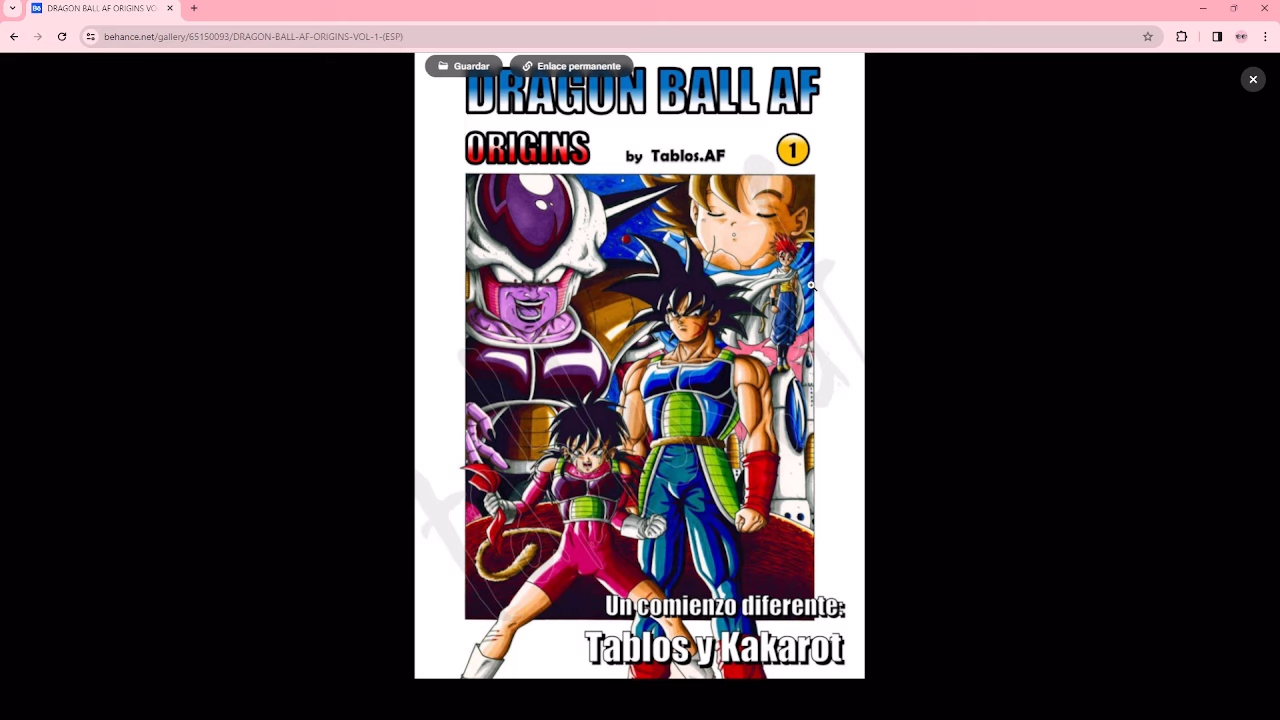 DRAGON BALL AF ORIGINS VO
behance.net/gallery/65150093/DRAGON-BALL-AF-ORIGINS-VOL-1-(ESP)
Guardar
Enlace permanente
DRAGON BALL AF
ORIGINS
by Tablos.AF
1
Un comienzo diferente:
Tablos y Kakarot